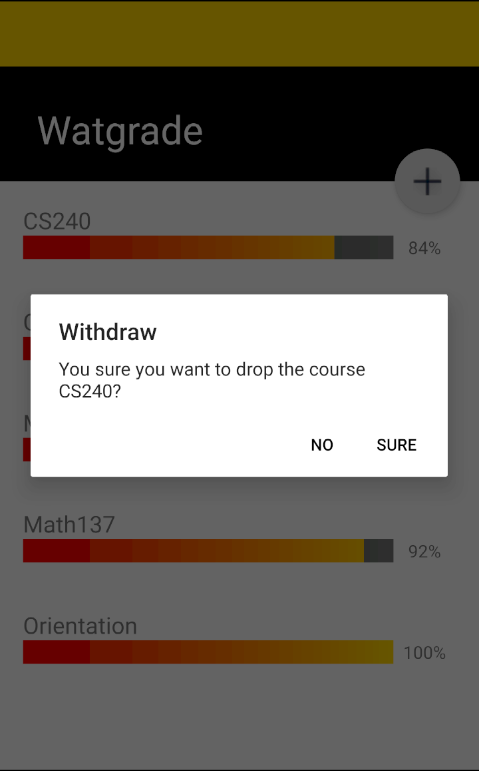 Watgrade
CS240
84%
Withdraw
You sure you want to drop the course
CS240?
NO
SURE
Math137
92%
Orientation
100%